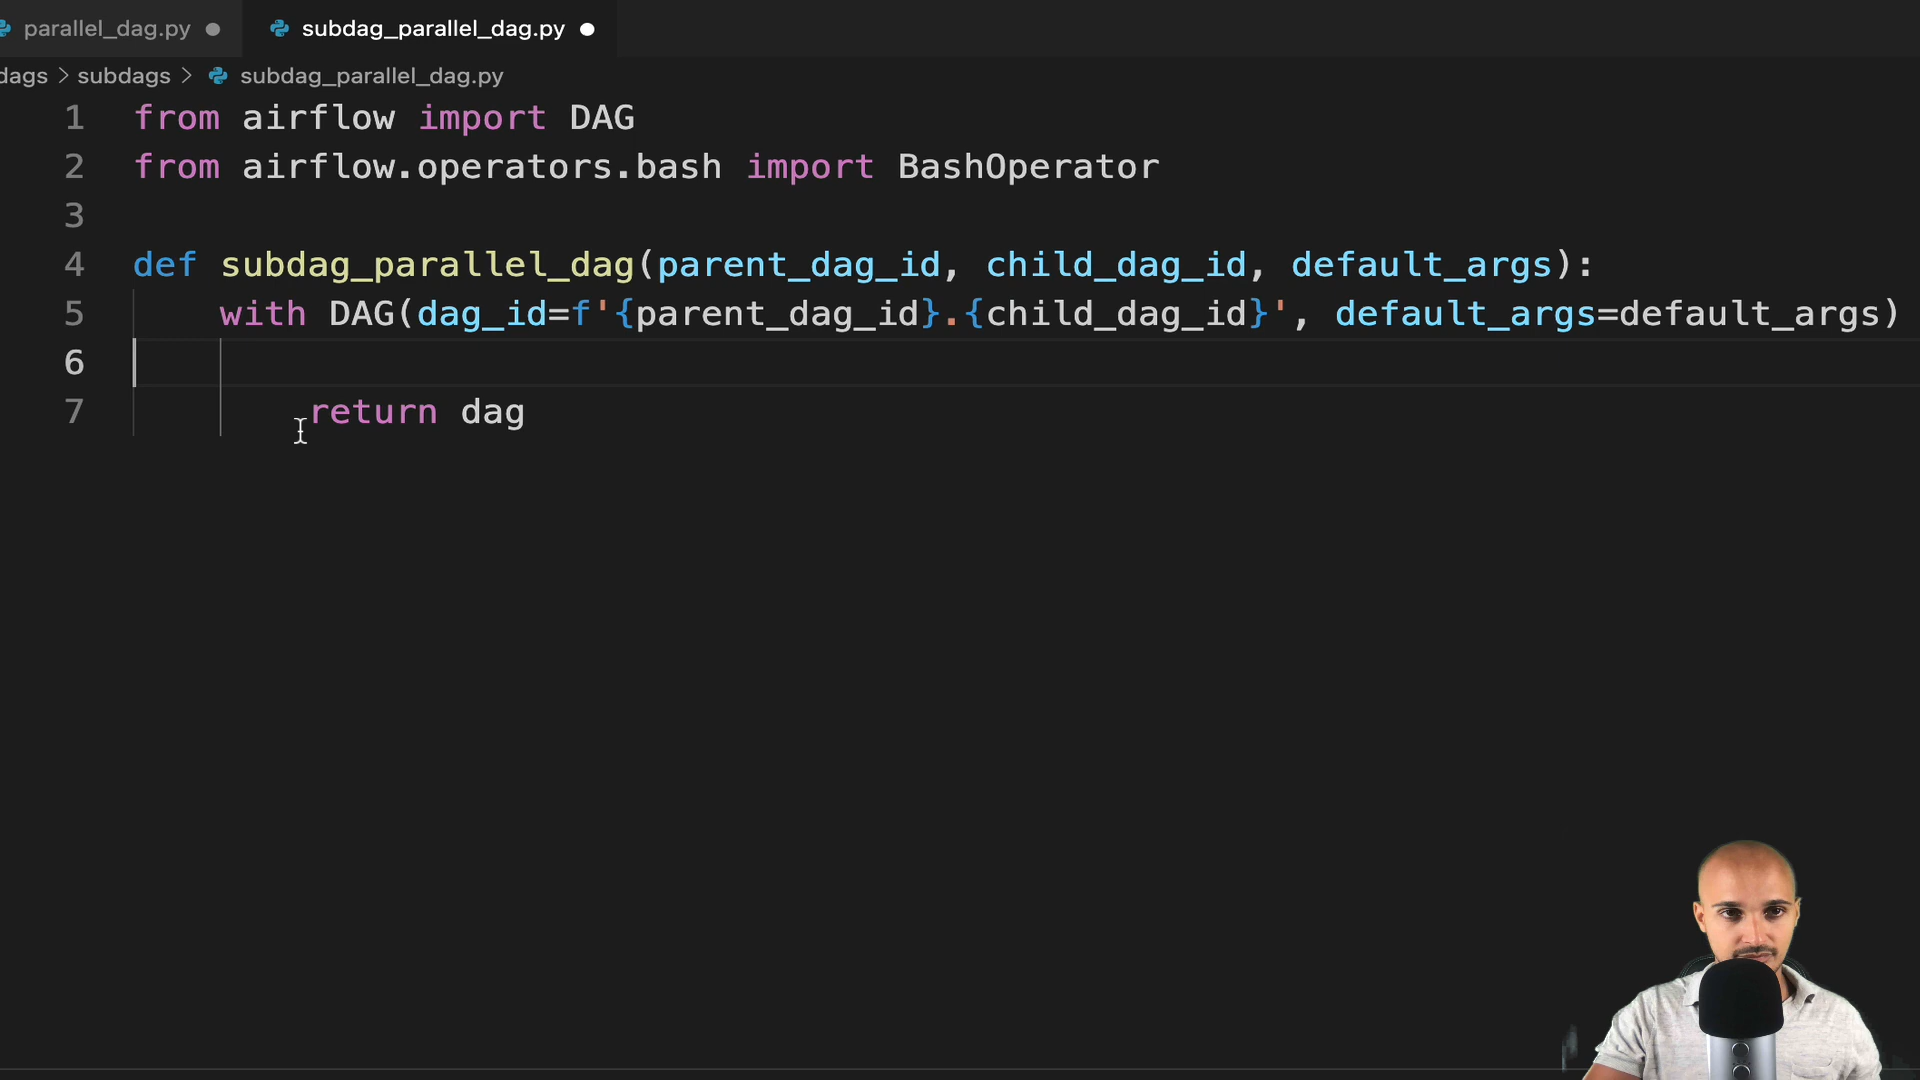 parallel_dag.py subdag_parallel_dag.py
dags > subdags > subdag_parallel_dag.py
1 from airflow import DAG
2 from airflow.operators.bash import BashOperator
3
4 def subdag_parallel_dag(parent_dag_id, child_dag_id, default_args):
5     with DAG(dag_id=f'{parent_dag_id}.{child_dag_id}', default_args=default_args)
6
7         return dag